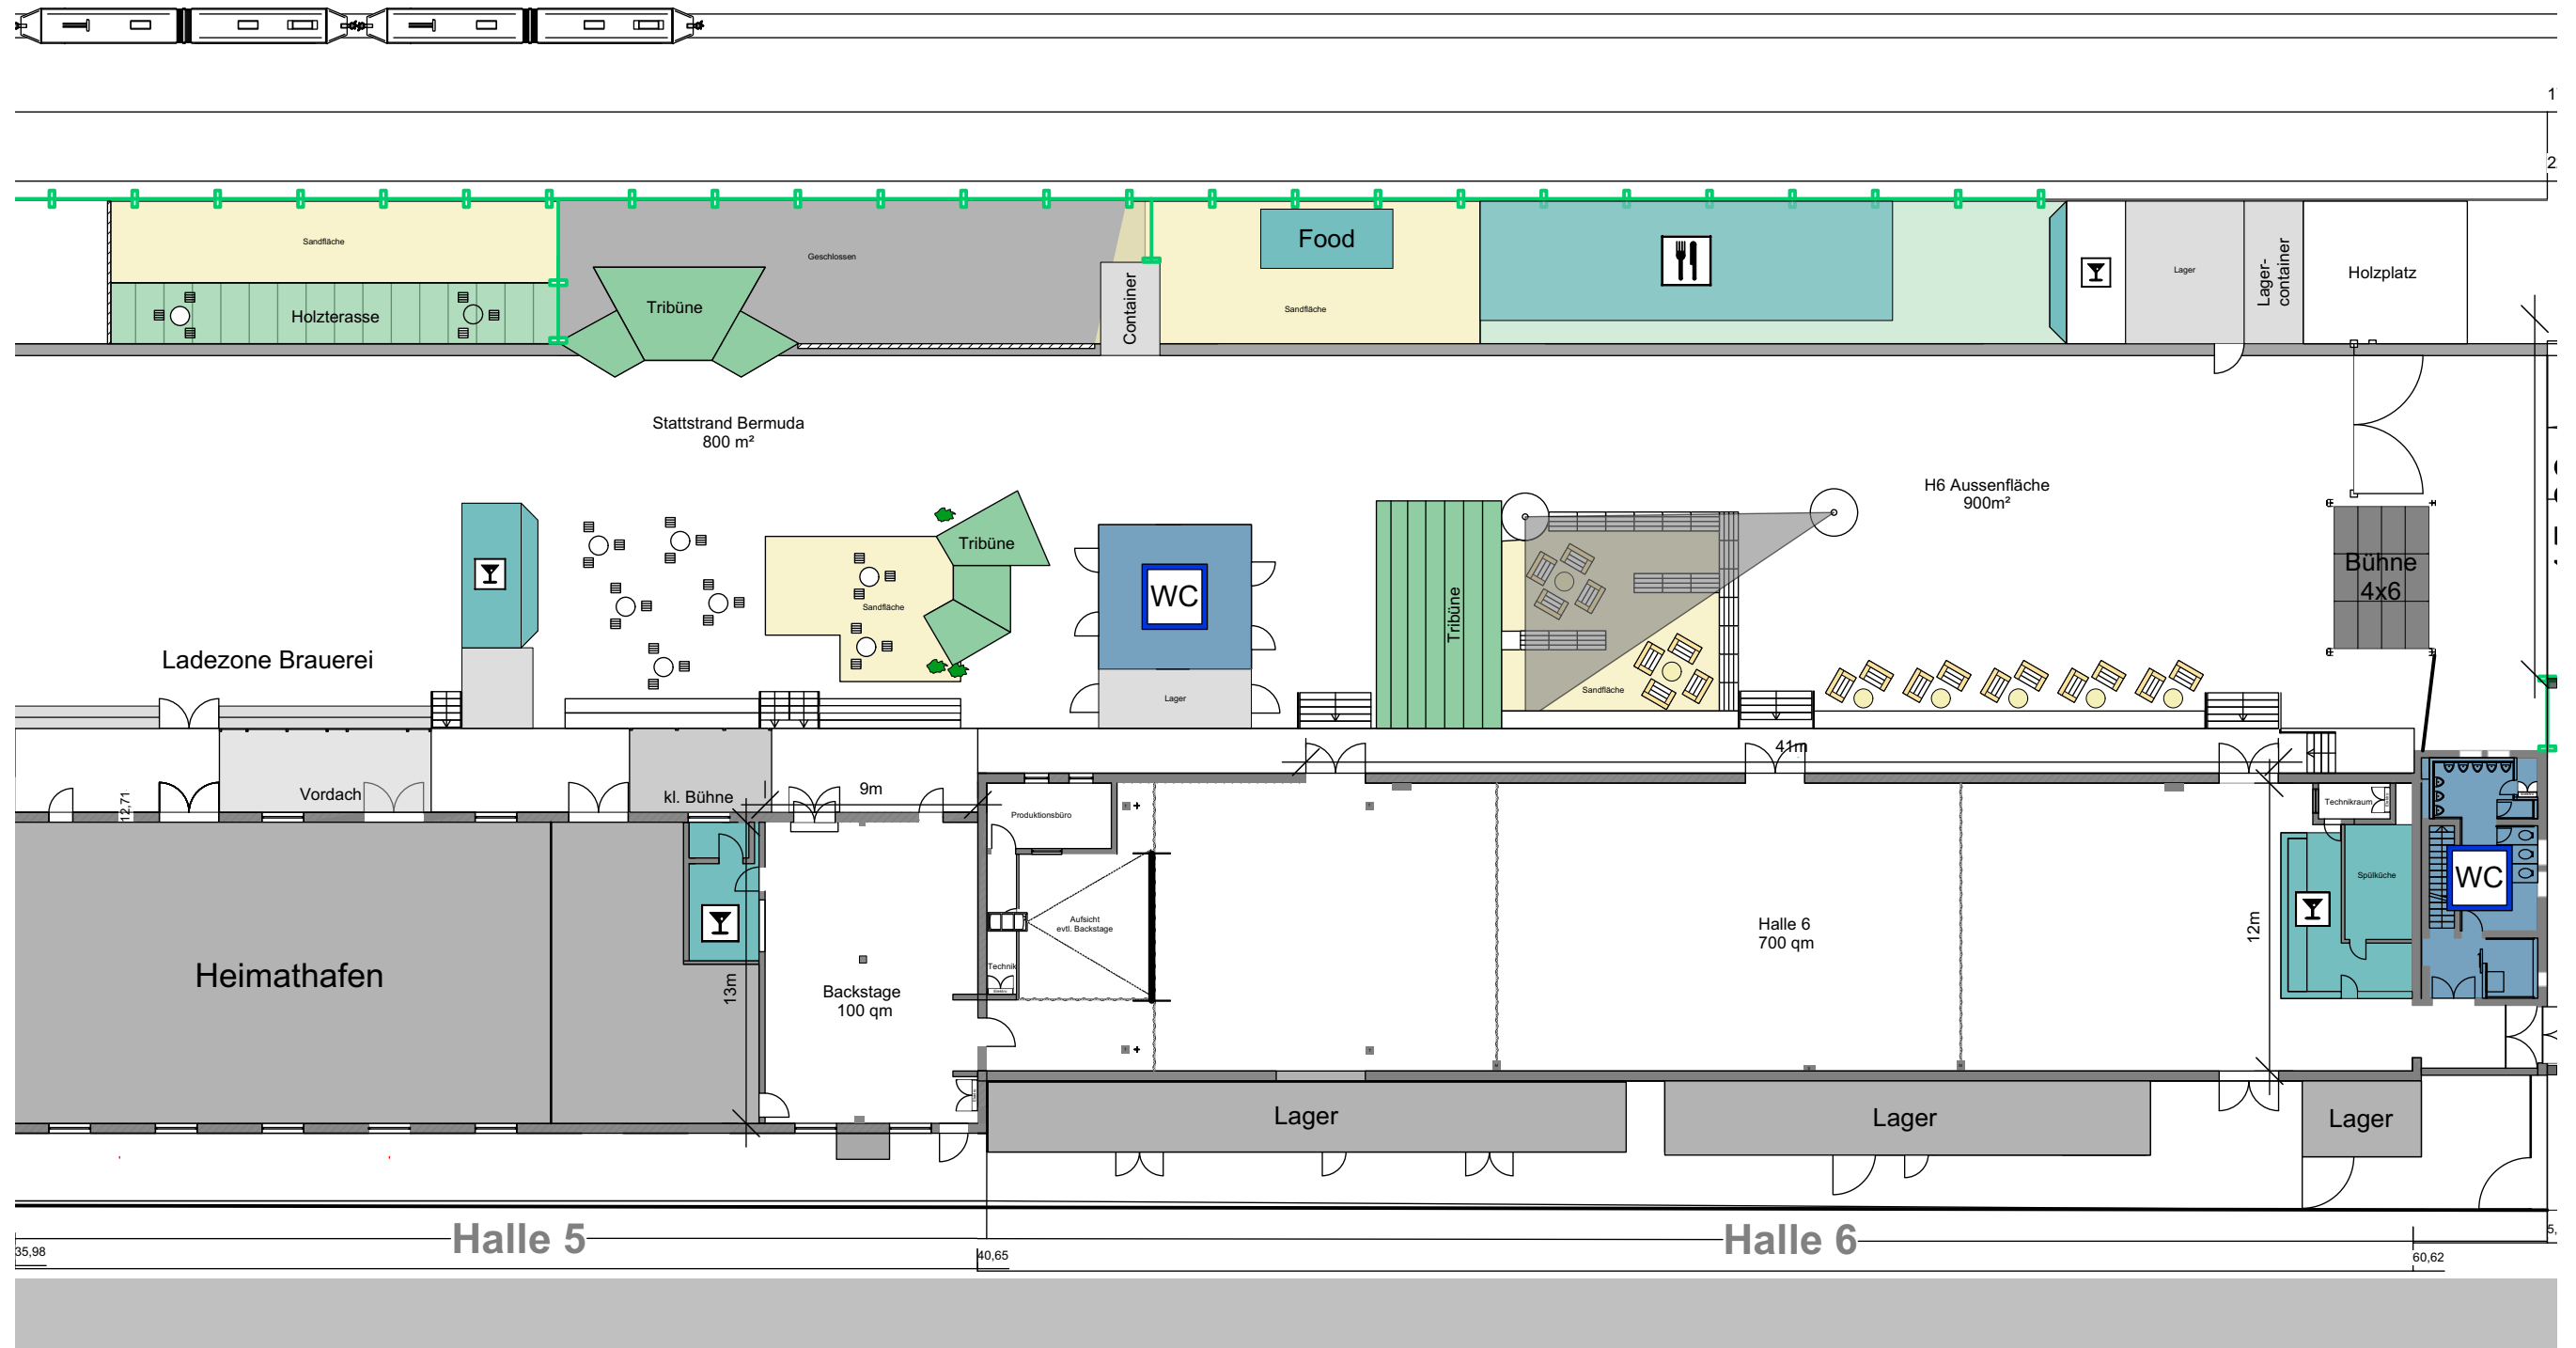 1
2
Sandfläche
Geschlossen
Food
Lager
Lager-
container
Holzplatz
Holzterasse
Tribüne
Container
Sandfläche
Stattstrand Bermuda
800 m²
H6 Aussenfläche
900m²
Tribüne
Sandfläche
WC
Tribüne
Bühne
4x6
Ladezone Brauerei
Lager
Sandfläche
41m
Vordach
12,71
kl. Bühne
9m
Produktionsbüro
Technikraum
Aufsicht
evtl. Backstage
Spülküche
WC
Halle 6
700 qm
12m
Heimathafen
13m
Technik
Backstage
100 qm
Lager
Lager
Lager
Halle 5
Halle 6
35,98
40,65
60,62
5,